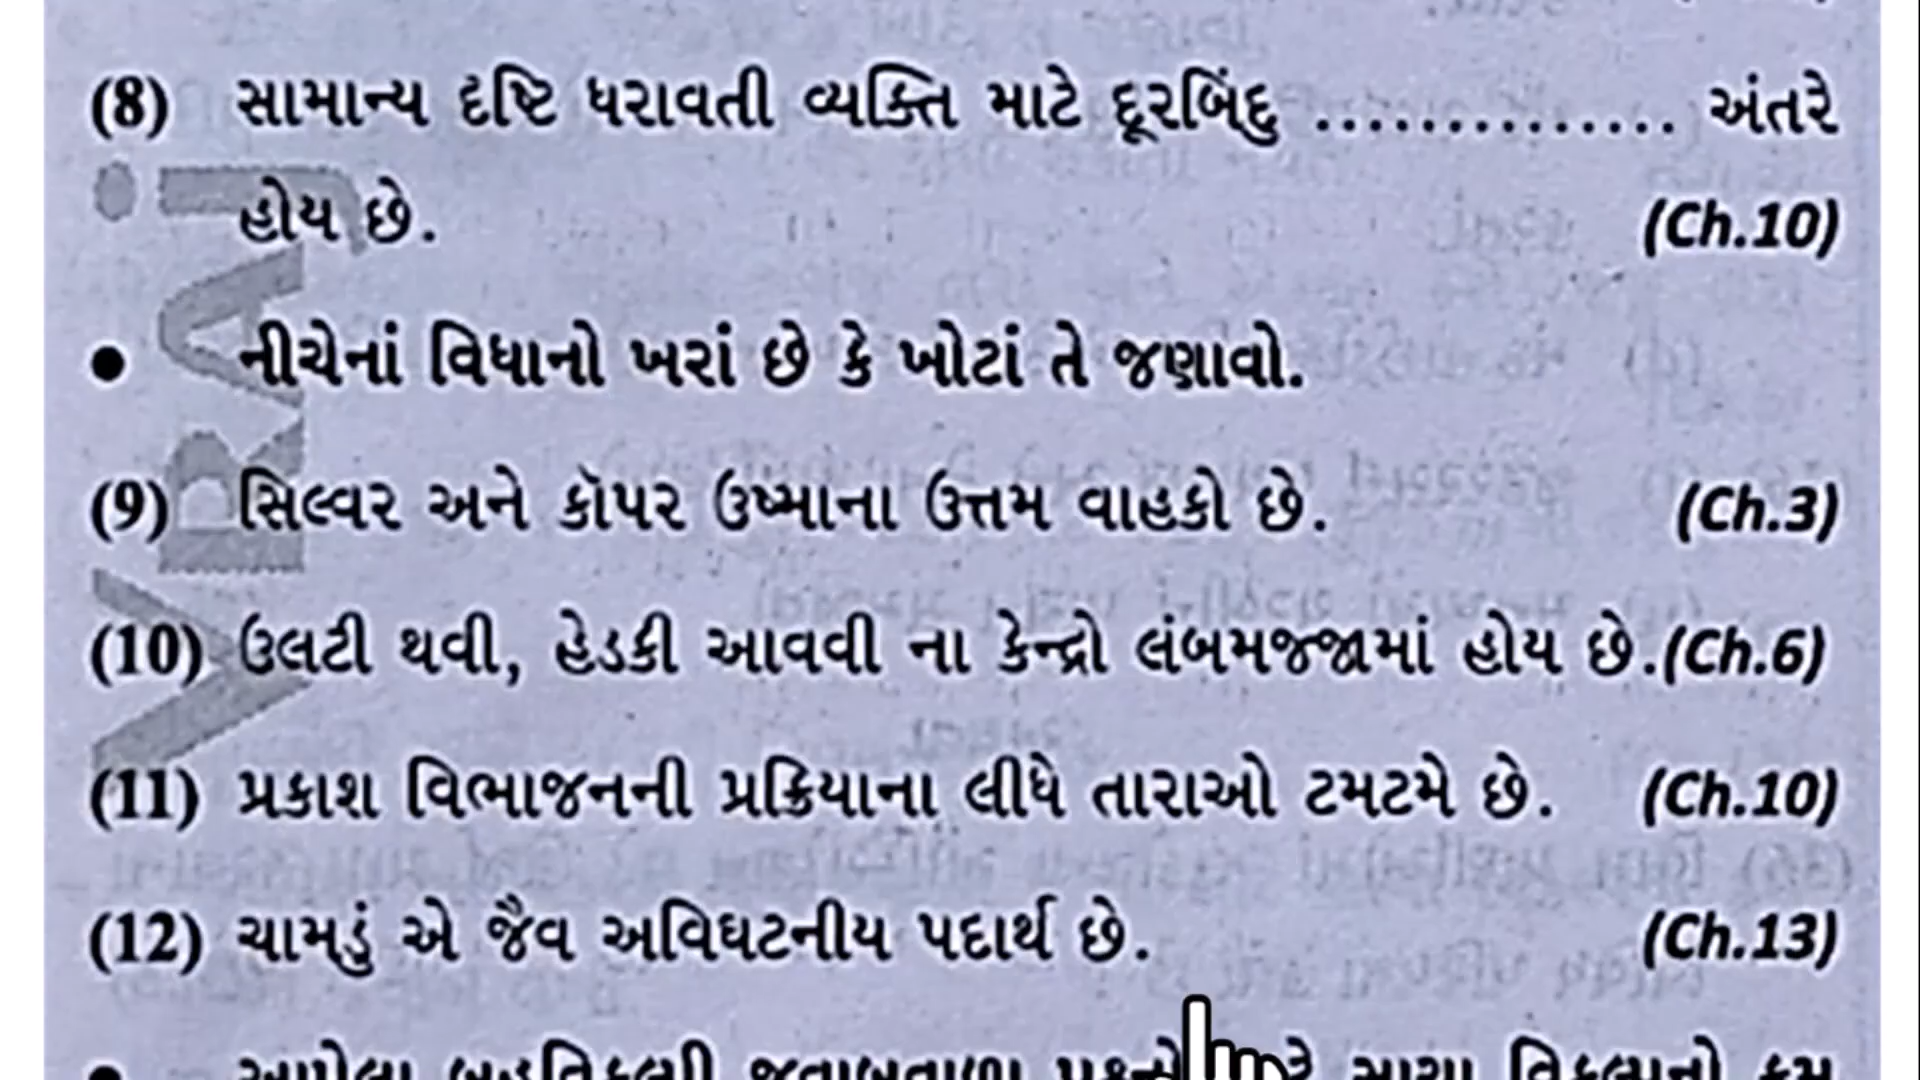 (8) સામાન્ય દૃષ્ટિ ધરાવતી વ્યક્તિ માટે દૂરબિંદુ .............. અંતરે
હોય છે. (Ch.10)
● નીચેનાં વિધાનો ખરાં છે કે ખોટાં તે જણાવો.
(9) સિલ્વર અને કૉપર ઉષ્માના ઉત્તમ વાહકો છે. (Ch.3)
(10) ઉલટી થવી, હેડકી આવવી ના કેન્દ્રો લંબમજ્જામાં હોય છે.(Ch.6)
(11) પ્રકાશ વિભાજનની પ્રક્રિયાના લીધે તારાઓ ટમટમે છે. (Ch.10)
(12) ચામડું એ જૈવ અવિઘટનીય પદાર્થ છે. (Ch.13)
VRAJ